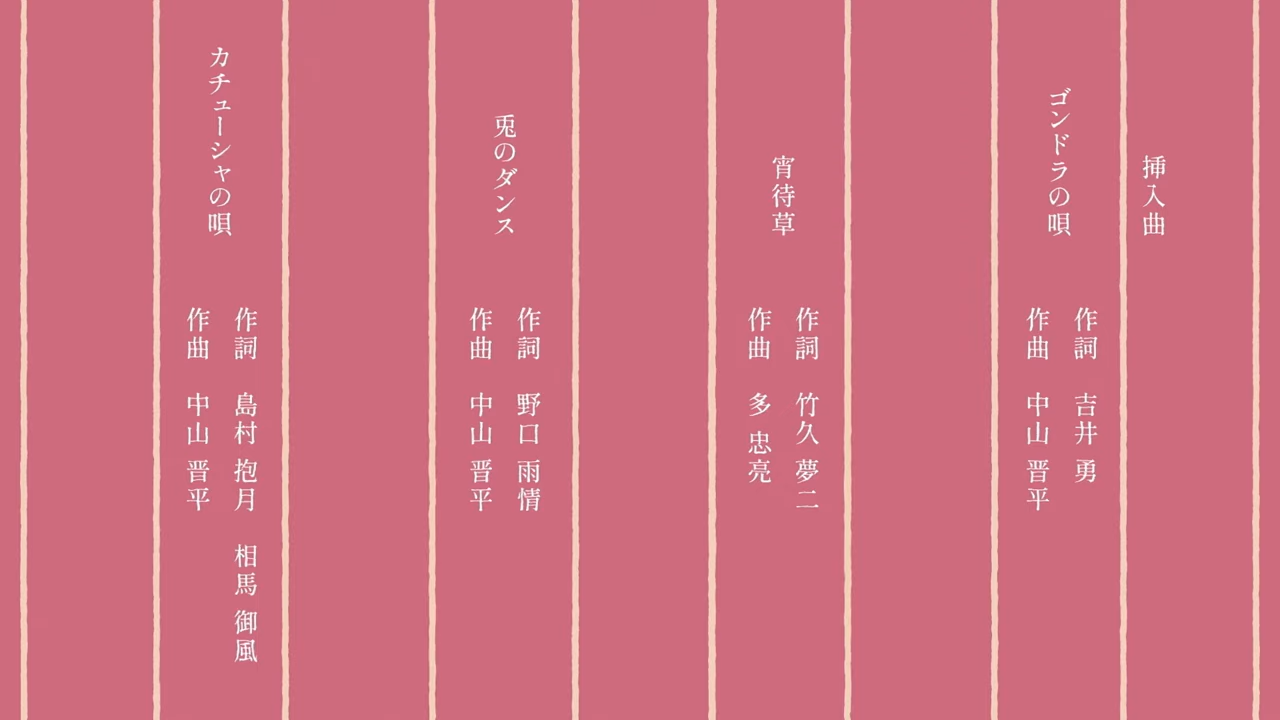 挿入曲
ゴンドラの唄
作詞 吉井 勇
作曲 中山 晋平
宵待草
作詞 竹久 夢二
作曲 多 忠亮
兎のダンス
作詞 野口 雨情
作曲 中山 晋平
カチューシャの唄
作詞 島村 抱月 相馬 御風
作曲 中山 晋平